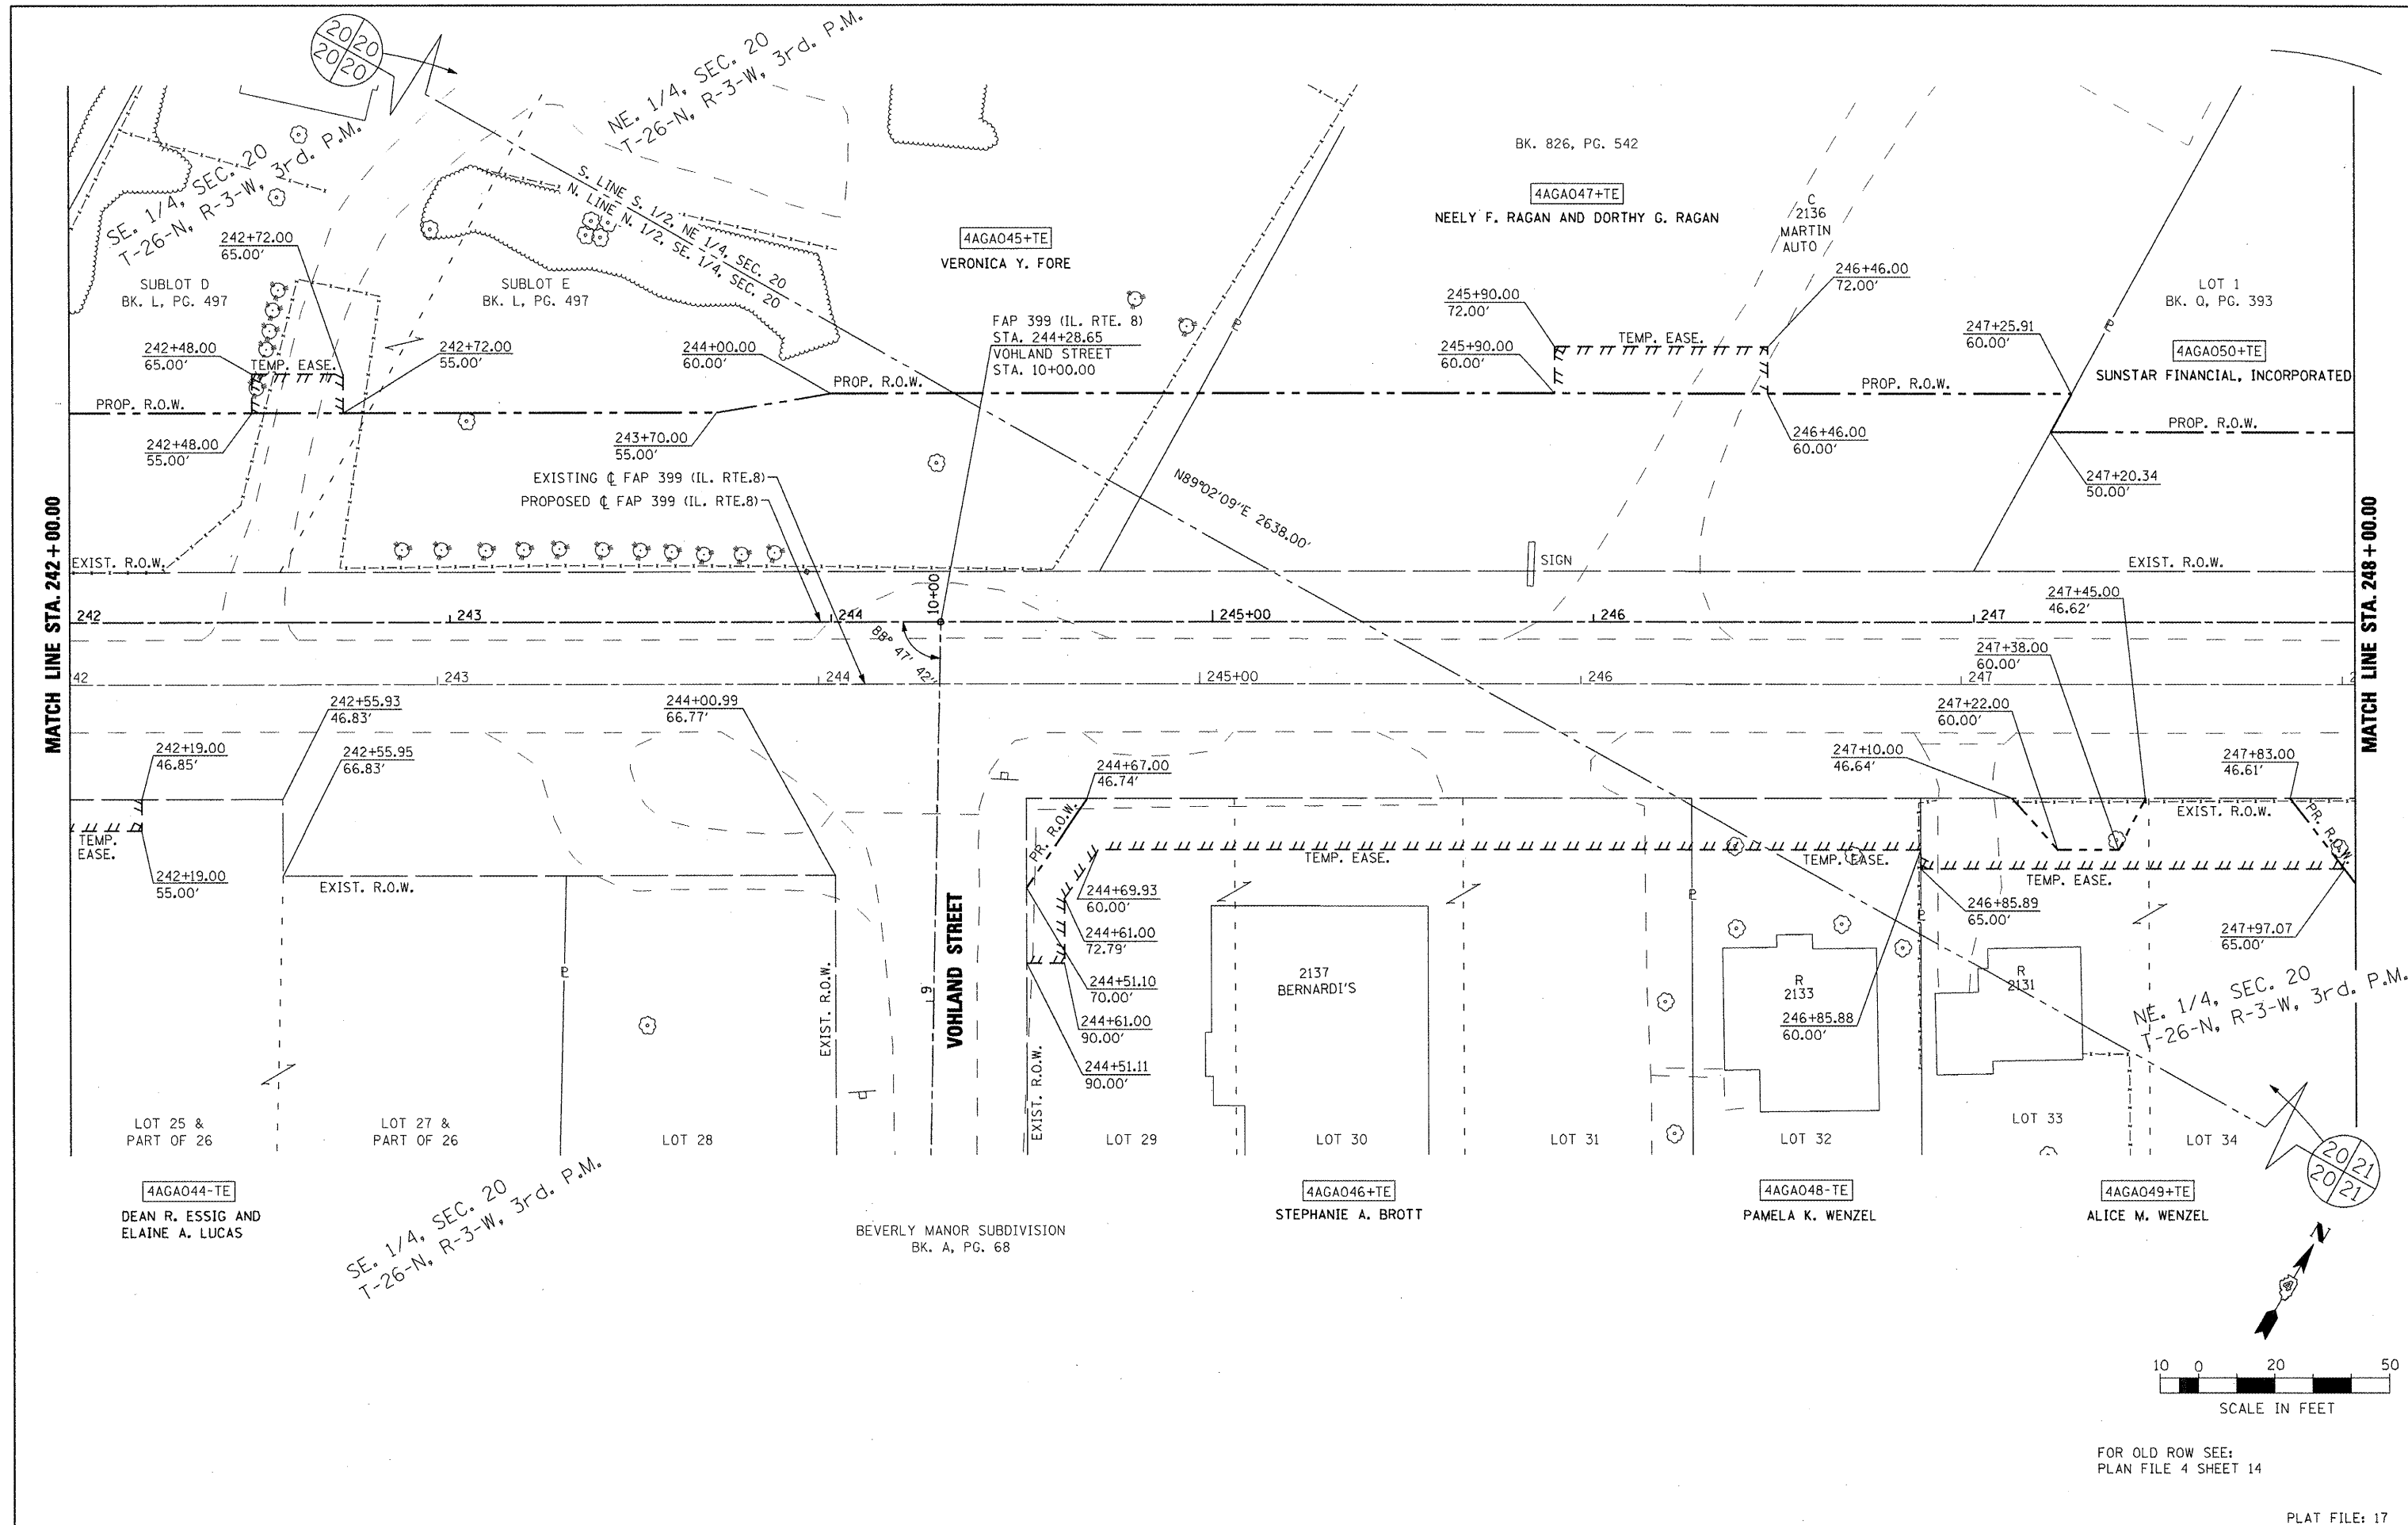 20 20
20 20
NE. 1/4, SEC. 20
T-26-N, R-3-W, 3rd. P.M.
SE. 1/4, SEC. 20
T-26-N, R-3-W, 3rd. P.M.
S. LINE S. 1/2, NE 1/4, SEC. 20
N. LINE N. 1/2, SE. 1/4, SEC. 20
BK. 826, PG. 542
4AGA047+TE
NEELY F. RAGAN AND DORTHY G. RAGAN
C
2136
MARTIN
AUTO
4AGA045+TE
VERONICA Y. FORE
242+72.00
65.00'
SUBLOT D
BK. L, PG. 497
SUBLOT E
BK. L, PG. 497
246+46.00
72.00'
LOT 1
BK. Q, PG. 393
245+90.00
72.00'
FAP 399 (IL. RTE. 8)
STA. 244+28.65
VOHLAND STREET
STA. 10+00.00
247+25.91
60.00'
242+48.00
65.00'
TEMP. EASE.
242+72.00
55.00'
244+00.00
60.00'
245+90.00
60.00'
TEMP. EASE.
4AGA050+TE
SUNSTAR FINANCIAL, INCORPORATED
PROP. R.O.W.
PROP. R.O.W.
PROP. R.O.W.
PROP. R.O.W.
242+48.00
55.00'
243+70.00
55.00'
246+46.00
60.00'
247+20.34
50.00'
EXISTING ℄ FAP 399 (IL. RTE.8)
PROPOSED ℄ FAP 399 (IL. RTE.8)
N89°02'09"E 2638.00'
MATCH LINE STA. 242+00.00
MATCH LINE STA. 248+00.00
EXIST. R.O.W.
SIGN
EXIST. R.O.W.
10+00
242
243
244
245+00
246
247
88° 47' 42"
247+45.00
46.62'
247+38.00
60.00'
42
243
244
245+00
246
247
2
242+55.93
46.83'
244+00.99
66.77'
247+22.00
60.00'
242+19.00
46.85'
242+55.95
66.83'
244+67.00
46.74'
247+10.00
46.64'
247+83.00
46.61'
TEMP.
EASE.
PR. R.O.W.
EXIST. R.O.W.
PR. R.O.W.
242+19.00
55.00'
EXIST. R.O.W.
TEMP. EASE.
TEMP. EASE.
TEMP. EASE.
244+69.93
60.00'
246+85.89
65.00'
244+61.00
72.79'
247+97.07
65.00'
VOHLAND STREET
9
EXIST. R.O.W.
EXIST. R.O.W.
244+51.10
70.00'
244+61.00
90.00'
244+51.11
90.00'
2137
BERNARDI'S
R
2133
246+85.88
60.00'
R
2131
NE. 1/4, SEC. 20
T-26-N, R-3-W, 3rd. P.M.
LOT 25 &
PART OF 26
LOT 27 &
PART OF 26
LOT 28
LOT 29
LOT 30
LOT 31
LOT 32
LOT 33
LOT 34
20 21
20 21
4AGA044-TE
DEAN R. ESSIG AND
ELAINE A. LUCAS
SE. 1/4, SEC. 20
T-26-N, R-3-W, 3rd. P.M.
BEVERLY MANOR SUBDIVISION
BK. A, PG. 68
4AGA046+TE
STEPHANIE A. BROTT
4AGA048-TE
PAMELA K. WENZEL
4AGA049+TE
ALICE M. WENZEL
N
10 0 20 50
SCALE IN FEET
FOR OLD ROW SEE:
PLAN FILE 4 SHEET 14
PLAT FILE: 17